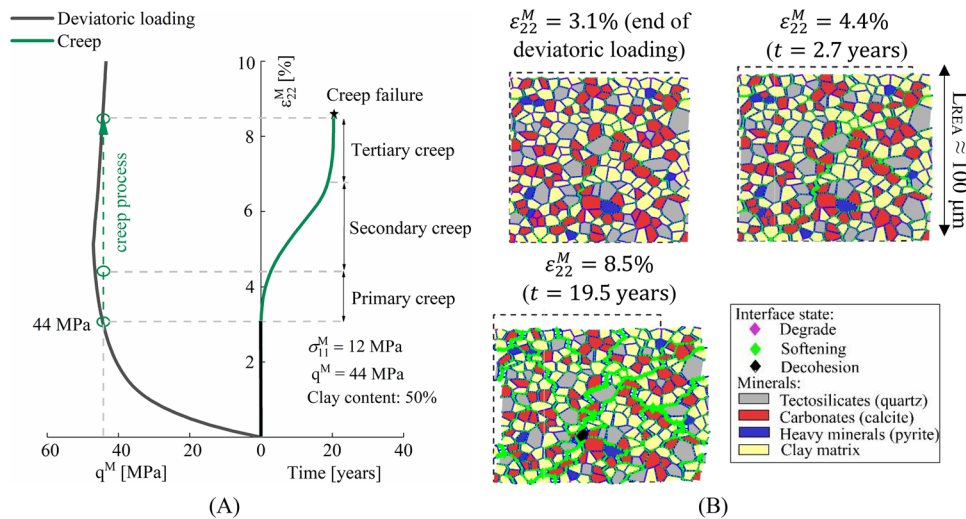 Deviatoric loading
Creep
(A)
10
8
6
4
2
ε₂₂ᴹ [%]
Creep failure
Tertiary creep
Secondary creep
Primary creep
creep process
44 MPa
σ₁₁ᴹ = 12 MPa
qᴹ = 44 MPa
Clay content: 50%
60 40 20 0 20 40
qᴹ [MPa] Time [years]
(A)
ε₂₂ᴹ = 3.1% (end of
deviatoric loading)
ε₂₂ᴹ = 4.4%
(t = 2.7 years)
L_REA ≈ 100 μm
ε₂₂ᴹ = 8.5%
(t = 19.5 years)
Interface state:
Degrade
Softening
Decohesion
Minerals:
Tectosilicates (quartz)
Carbonates (calcite)
Heavy minerals (pyrite)
Clay matrix
(B)